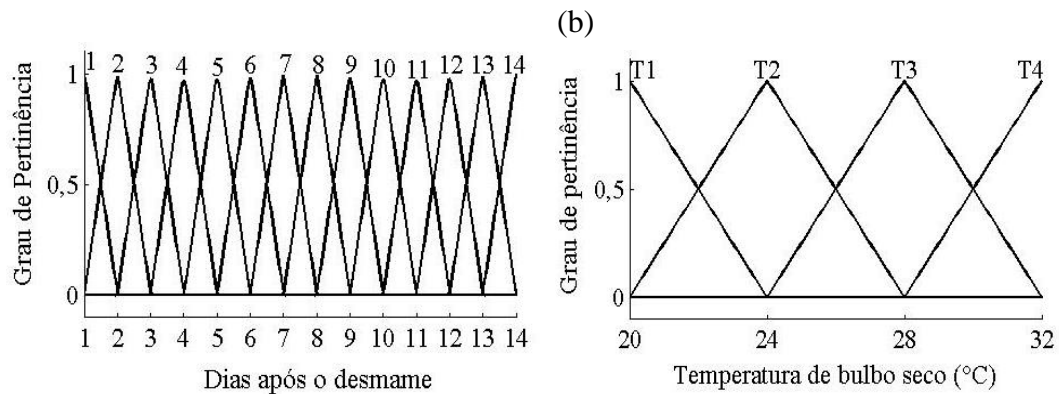 (b)
1 2 3 4 5 6 7 8 9 10 11 12 13 14
1
0,5
0
Grau de Pertinência
1 2 3 4 5 6 7 8 9 10 11 12 13 14
Dias após o desmame
T1 T2 T3 T4
1
0,5
0
Grau de pertinência
20 24 28 32
Temperatura de bulbo seco (°C)